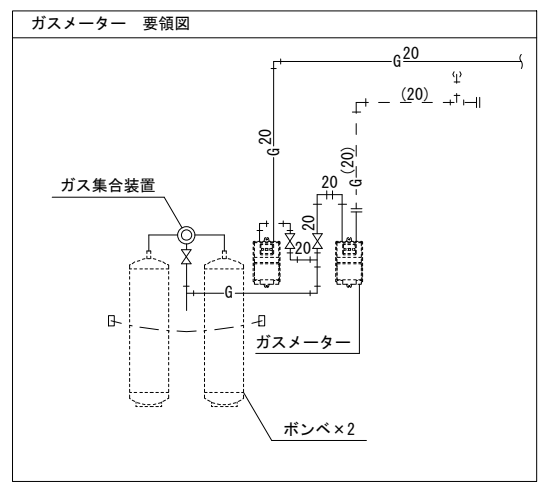 ガスメーター　要領図
G 20
(20)
G 20
G (20)
20
20
20
ガス集合装置
G
ガスメーター
ボンベ×2